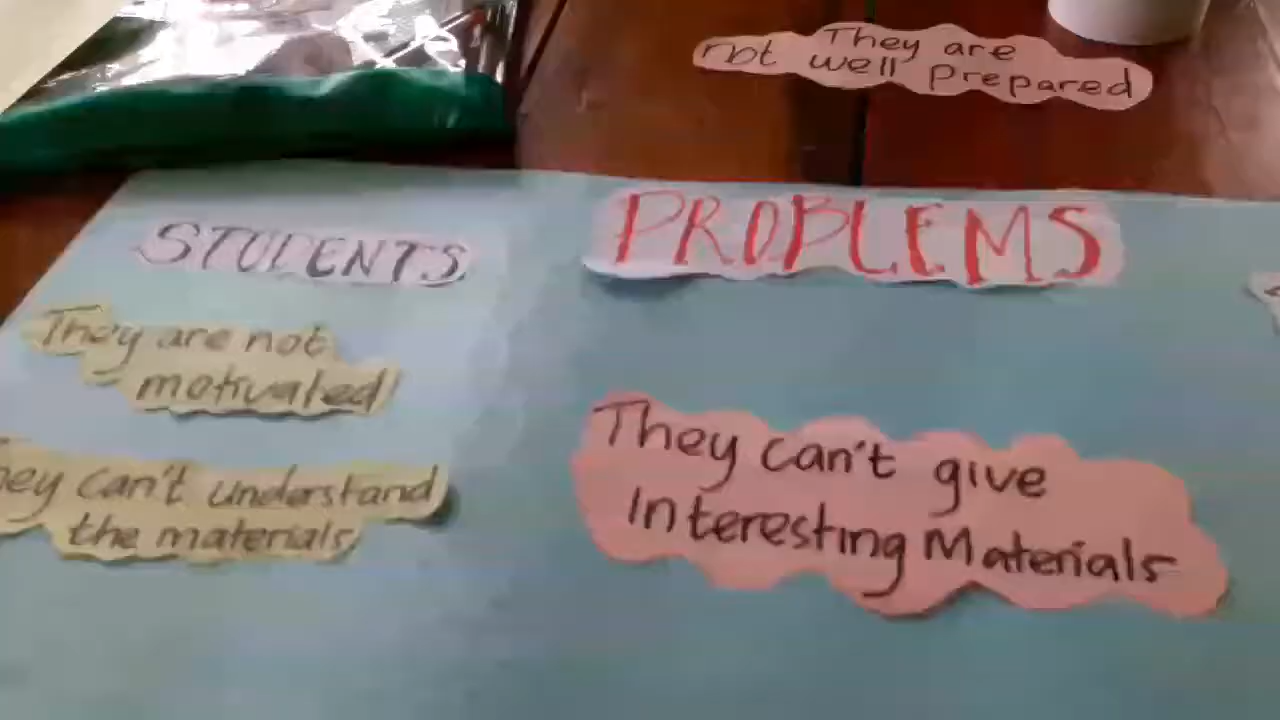 They are
not well Prepared
PROBLEMS
STUDENTS
They are not
motivated
can't understand
the materials
They can't give
Interesting Materials